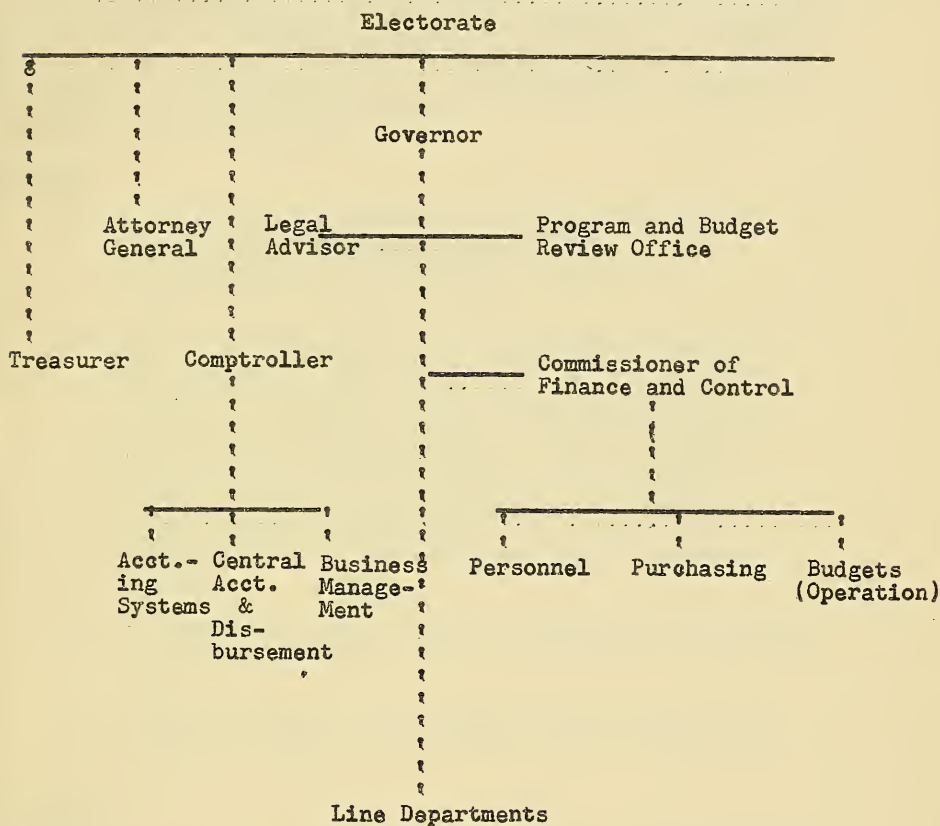 Electorate
Governor
Attorney
General
Legal
Advisor
Program and Budget
Review Office
Treasurer
Comptroller
Commissioner of
Finance and Control
Acct.-
ing
Systems
Central
Acct.
&
Dis-
bursement
Business
Manage-
Ment
Personnel
Purchasing
Budgets
(Operation)
Line Departments